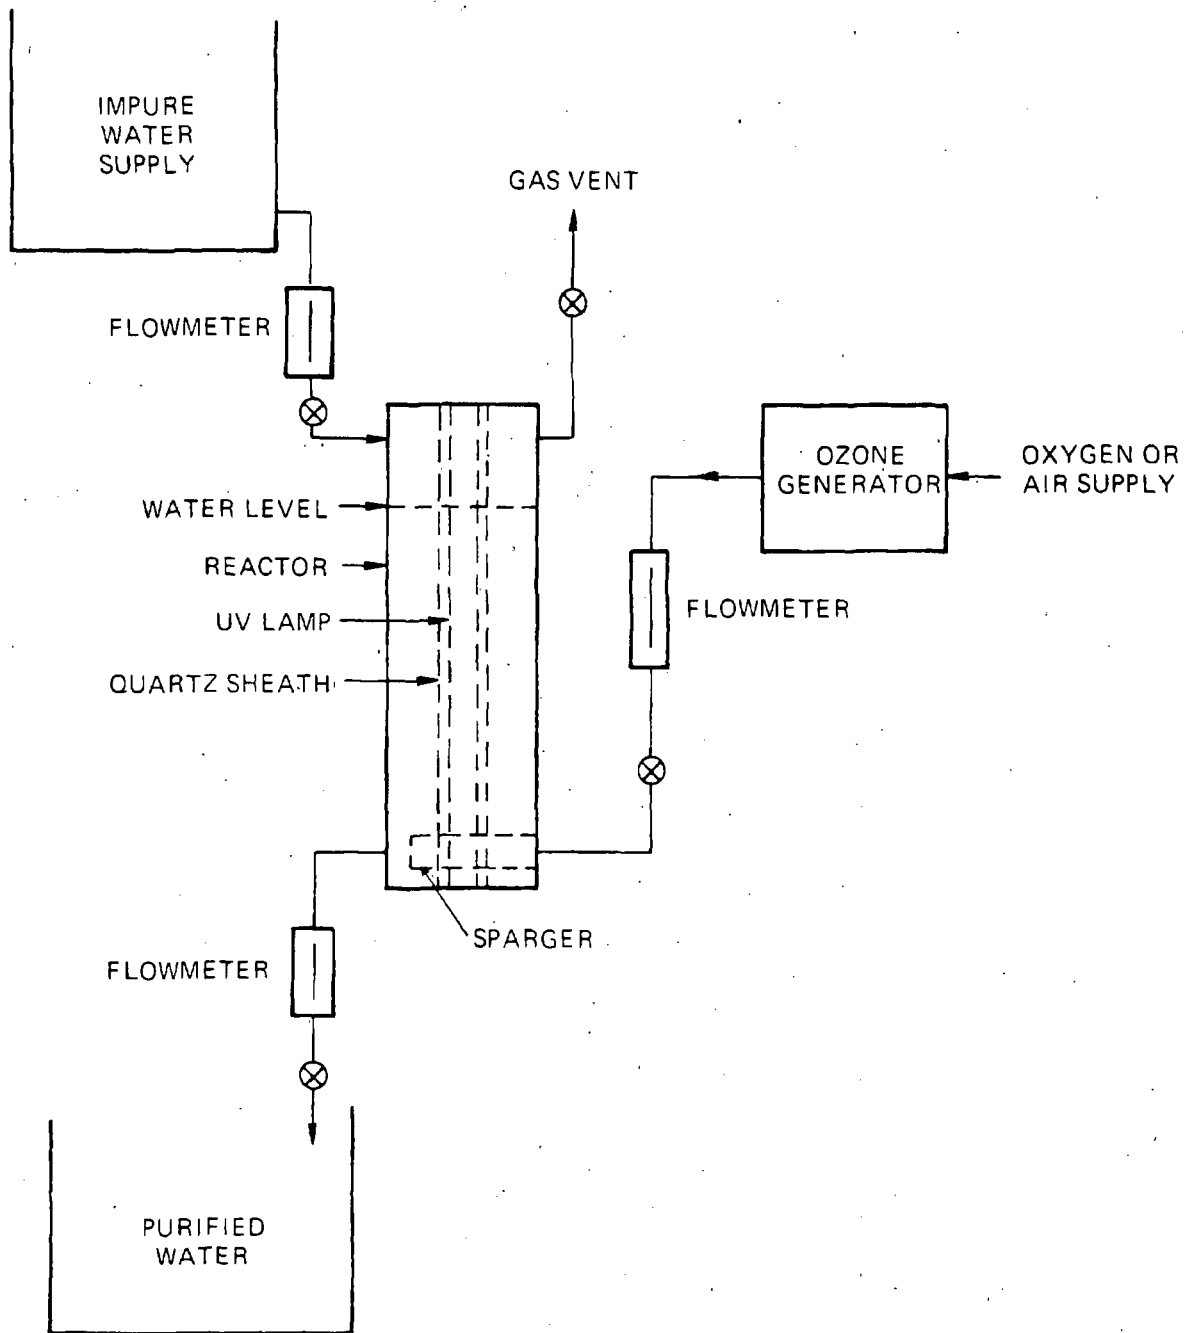 IMPURE
WATER
SUPPLY
GAS VENT
FLOWMETER
OZONE
GENERATOR
OXYGEN OR
AIR SUPPLY
WATER LEVEL
REACTOR
FLOWMETER
UV LAMP
QUARTZ SHEATH
SPARGER
FLOWMETER
PURIFIED
WATER